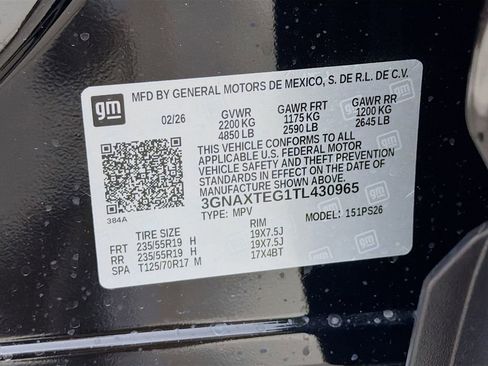 gm
MFD BY GENERAL MOTORS DE MEXICO, S. DE R.L. DE C.V.
02/26 GVWR GAWR FRT GAWR RR
2200 KG 1175 KG 1200 KG
4850 LB 2590 LB 2645 LB
THIS VEHICLE CONFORMS TO ALL
APPLICABLE U.S. FEDERAL MOTOR
VEHICLE SAFETY AND THEFT PREVENTION
STANDARDS IN EFFECT ON THE DATE OF
MANUFACTURE SHOWN ABOVE.
3GNAXTEG1TL430965
384A TYPE: MPV MODEL: 151PS26
TIRE SIZE RIM
FRT 235/55R19 H 19X7.5J
RR 235/55R19 H 19X7.5J
SPA T125/70R17 M 17X4BT